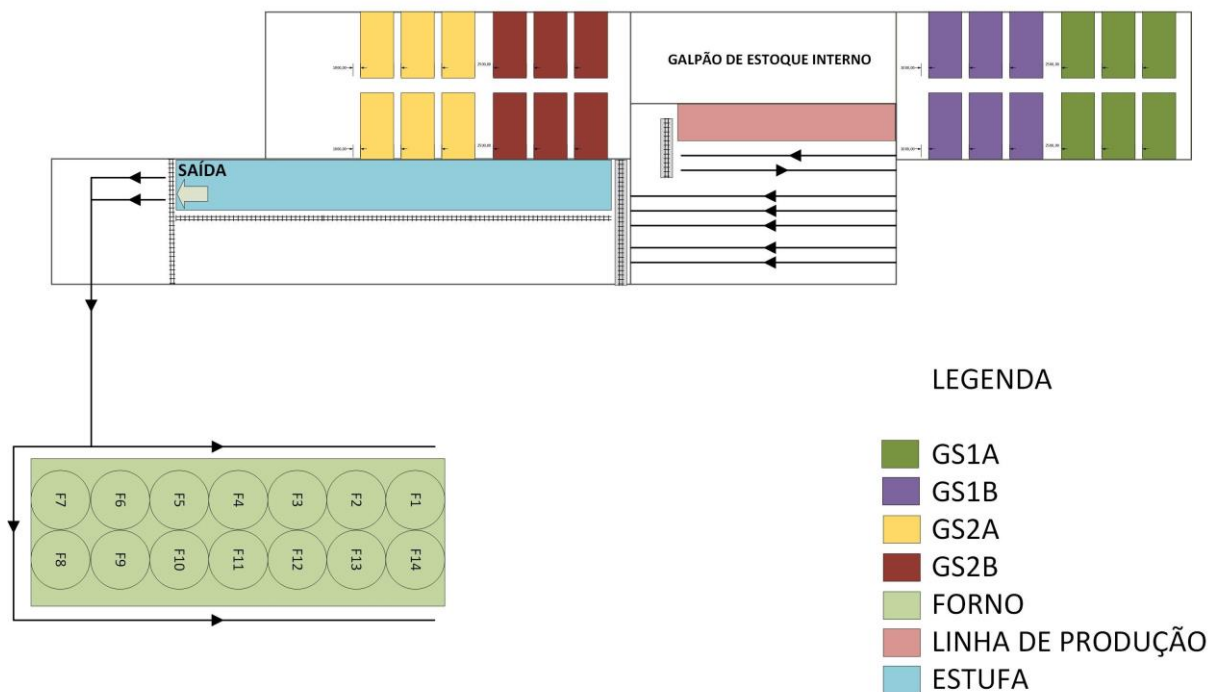 GALPÃO DE ESTOQUE INTERNO
SAÍDA
F7
F6
F5
F4
F3
F2
F1
F8
F9
F10
F11
F12
F13
F14
LEGENDA
GS1A
GS1B
GS2A
GS2B
FORNO
LINHA DE PRODUÇÃO
ESTUFA